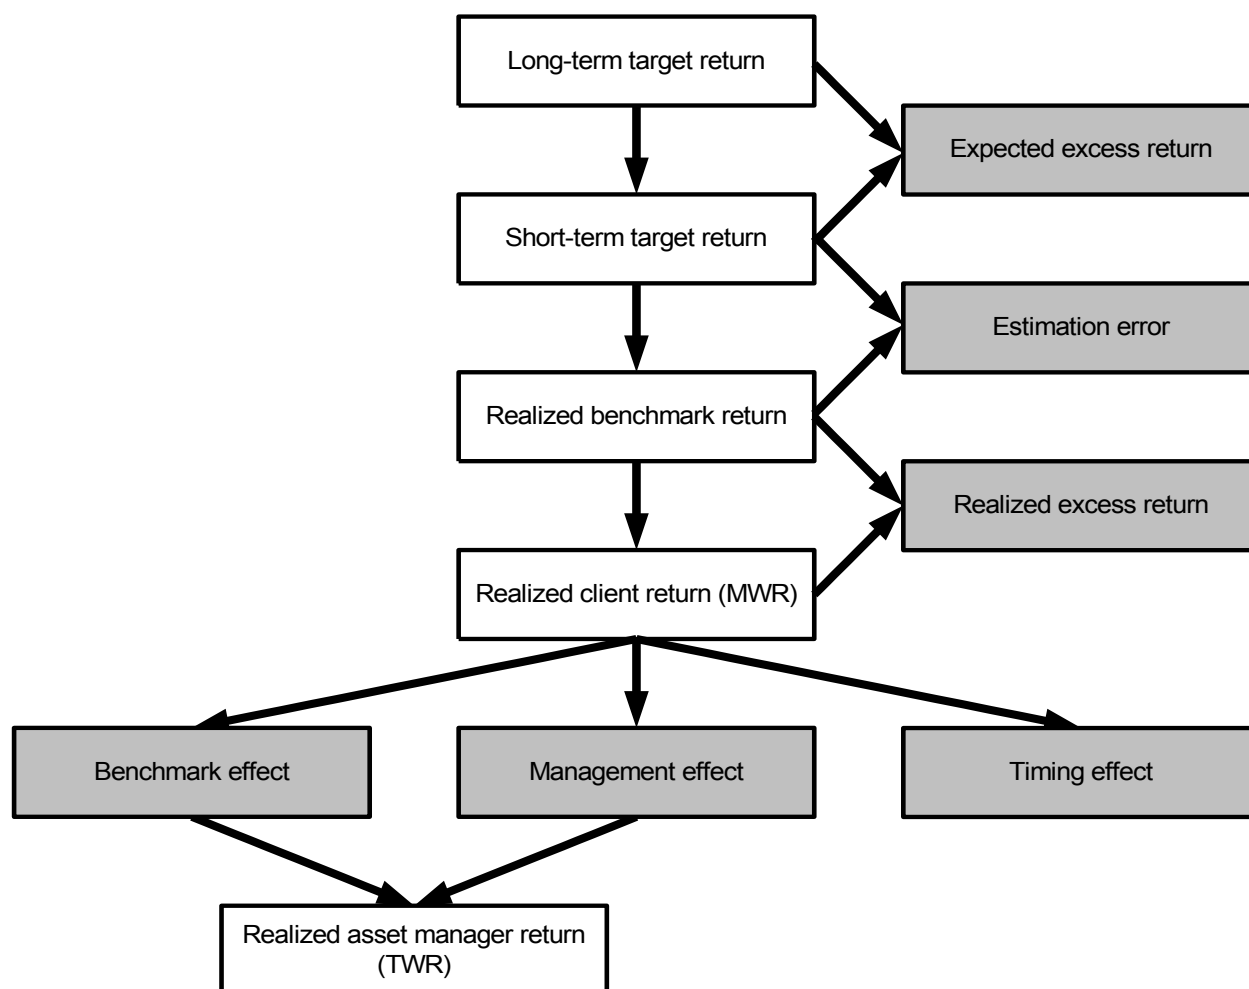 Long-term target return
Expected excess return
Short-term target return
Estimation error
Realized benchmark return
Realized excess return
Realized client return (MWR)
Benchmark effect
Management effect
Timing effect
Realized asset manager return
(TWR)